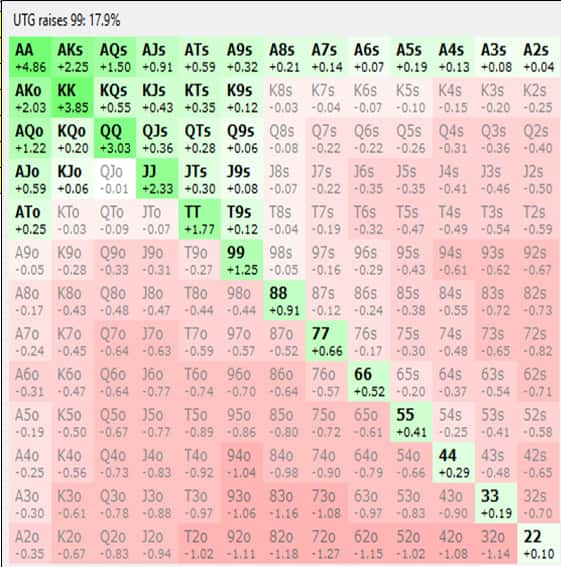 UTG raises 99: 17.9%
AA AKs AQs AJs ATs A9s A8s A7s A6s A5s A4s A3s A2s
+4.86 +2.25 +1.50 +0.91 +0.59 +0.32 +0.21 +0.14 +0.07 +0.19 +0.13 +0.08 +0.04
AKo KK KQs KJs KTs K9s K8s K7s K6s K5s K4s K3s K2s
+2.03 +3.85 +0.55 +0.43 +0.35 +0.12 -0.03 -0.04 -0.07 -0.10 -0.15 -0.20 -0.25
AQo KQo QQ QJs QTs Q9s Q8s Q7s Q6s Q5s Q4s Q3s Q2s
+1.22 +0.20 +3.03 +0.36 +0.28 +0.06 -0.08 -0.22 -0.22 -0.26 -0.31 -0.36 -0.40
AJo KJo QJo JJ JTs J9s J8s J7s J6s J5s J4s J3s J2s
+0.59 +0.06 -0.01 +2.33 +0.30 +0.08 -0.07 -0.22 -0.35 -0.35 -0.41 -0.46 -0.50
ATo KTo QTo JTo TT T9s T8s T7s T6s T5s T4s T3s T2s
+0.25 -0.03 -0.09 -0.07 +1.77 +0.12 -0.04 -0.19 -0.32 -0.47 -0.49 -0.54 -0.59
A9o K9o Q9o J9o T9o 99 98s 97s 96s 95s 94s 93s 92s
-0.05 -0.28 -0.33 -0.31 -0.27 +1.25 -0.05 -0.16 -0.29 -0.43 -0.61 -0.62 -0.67
A8o K8o Q8o J8o T8o 98o 88 87s 86s 85s 84s 83s 82s
-0.17 -0.43 -0.48 -0.47 -0.44 -0.44 +0.91 -0.12 -0.24 -0.38 -0.55 -0.72 -0.73
A7o K7o Q7o J7o T7o 97o 87o 77 76s 75s 74s 73s 72s
-0.24 -0.45 -0.64 -0.63 -0.59 -0.57 -0.52 +0.66 -0.17 -0.30 -0.48 -0.65 -0.82
A6o K6o Q6o J6o T6o 96o 86o 76o 66 65s 64s 63s 62s
-0.31 -0.47 -0.64 -0.77 -0.74 -0.70 -0.64 -0.57 +0.52 -0.20 -0.37 -0.54 -0.71
A5o K5o Q5o J5o T5o 95o 85o 75o 65o 55 54s 53s 52s
-0.19 -0.50 -0.67 -0.77 -0.89 -0.86 -0.80 -0.72 -0.61 +0.41 -0.25 -0.41 -0.58
A4o K4o Q4o J4o T4o 94o 84o 74o 64o 54o 44 43s 42s
-0.25 -0.56 -0.73 -0.83 -0.92 -1.04 -0.98 -0.90 -0.79 -0.66 +0.29 -0.48 -0.65
A3o K3o Q3o J3o T3o 93o 83o 73o 63o 53o 43o 33 32s
-0.30 -0.61 -0.78 -0.88 -0.97 -1.06 -1.16 -1.08 -0.97 -0.83 -0.90 +0.19 -0.70
A2o K2o Q2o J2o T2o 92o 82o 72o 62o 52o 42o 32o 22
-0.35 -0.67 -0.83 -0.94 -1.02 -1.11 -1.18 -1.27 -1.15 -1.02 -1.08 -1.14 +0.10